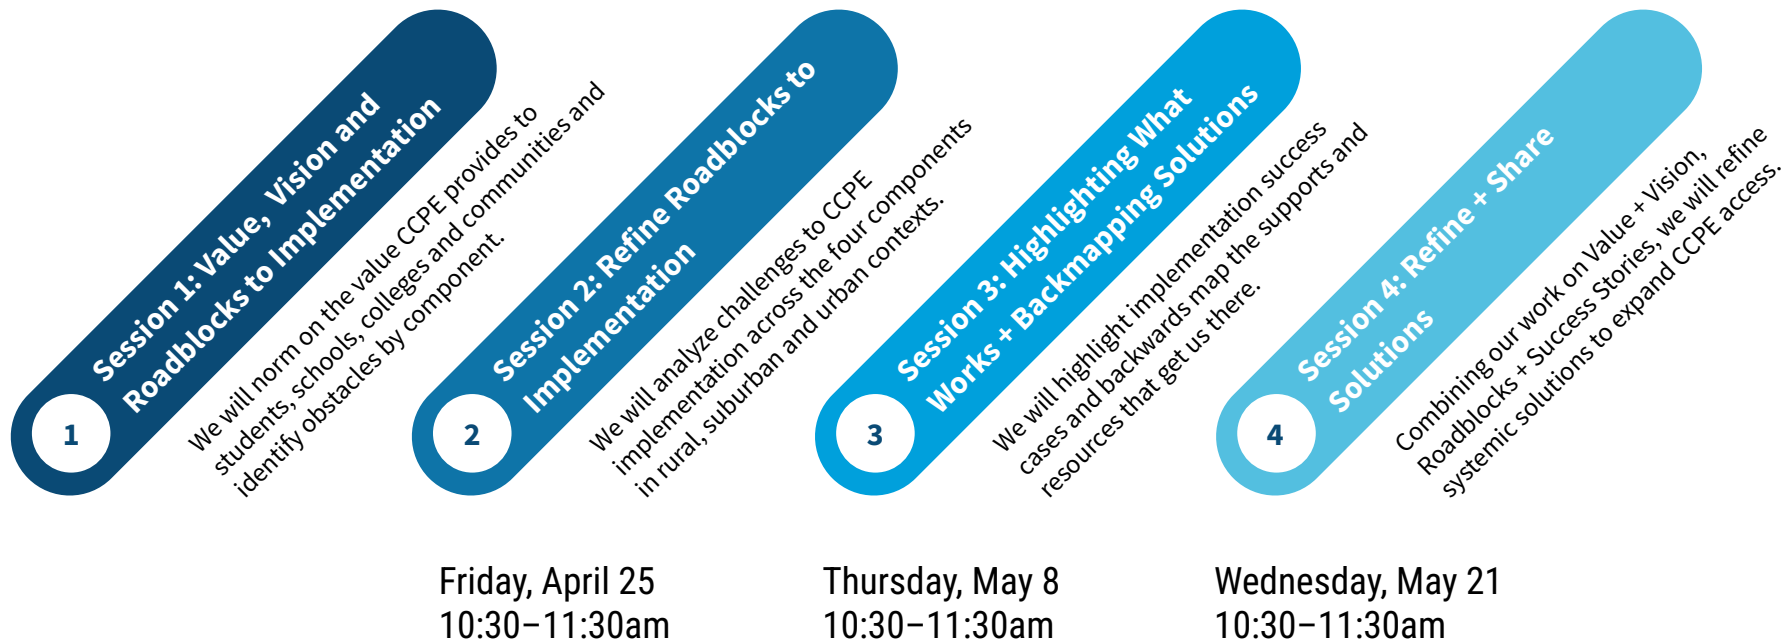 1
Session 1: Value, Vision and
Roadblocks to Implementation
We will norm on the value CCPE provides to
students, schools, colleges and communities and
identify obstacles by component.
2
Session 2: Refine Roadblocks to
Implementation
We will analyze challenges to CCPE
implementation across the four components
in rural, suburban and urban contexts.
3
Session 3: Highlighting What
Works + Backmapping Solutions
We will highlight implementation success
cases and backwards map the supports and
resources that get us there.
4
Session 4: Refine + Share
Solutions
Combining our work on Value + Vision,
Roadblocks + Success Stories, we will refine
systemic solutions to expand CCPE access.
Friday, April 25
10:30–11:30am
Thursday, May 8
10:30–11:30am
Wednesday, May 21
10:30–11:30am